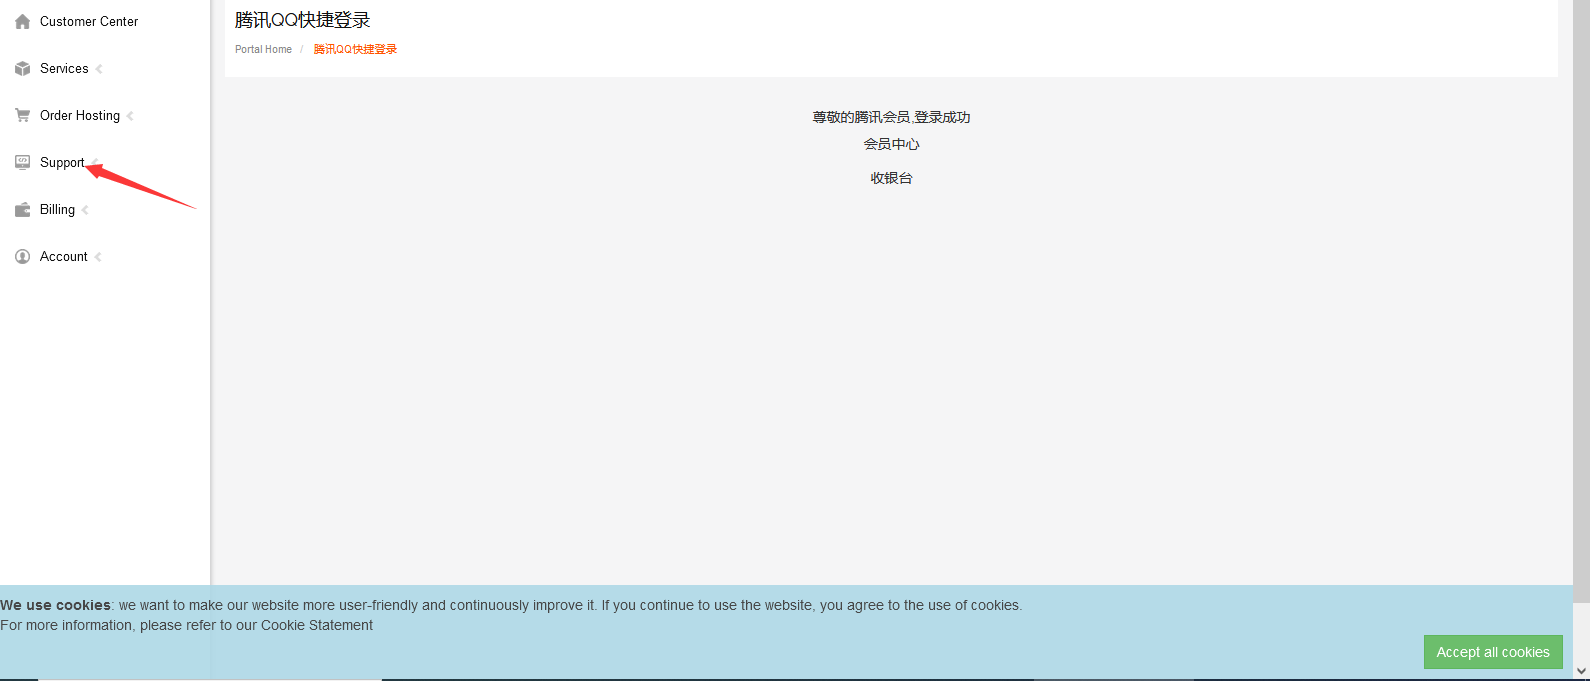 Customer Center
Services
Order Hosting
Support
Billing
Account
腾讯QQ快捷登录
Portal Home / 腾讯QQ快捷登录
尊敬的腾讯会员,登录成功
会员中心
收银台
We use cookies: we want to make our website more user-friendly and continuously improve it. If you continue to use the website, you agree to the use of cookies.
For more information, please refer to our Cookie Statement
Accept all cookies